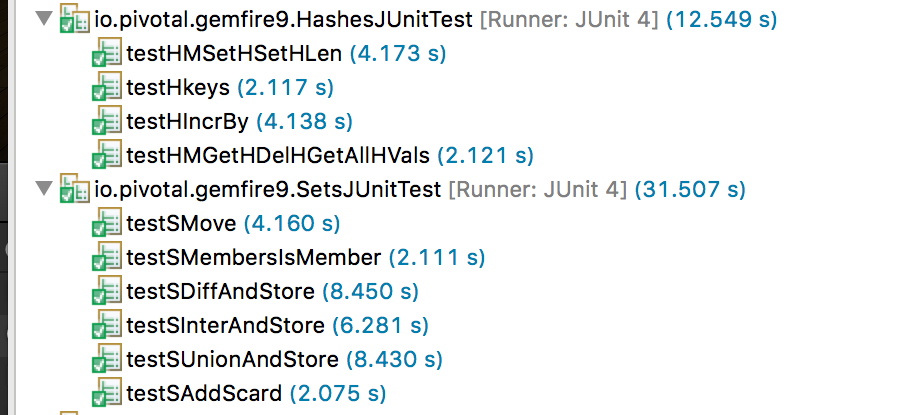 io.pivotal.gemfire9.HashesJUnitTest [Runner: JUnit 4] (12.549 s)
testHMSetHSetHLen (4.173 s)
testHkeys (2.117 s)
testHIncrBy (4.138 s)
testHMGetHDelHGetAllHVals (2.121 s)
io.pivotal.gemfire9.SetsJUnitTest [Runner: JUnit 4] (31.507 s)
testSMove (4.160 s)
testSMembersIsMember (2.111 s)
testSDiffAndStore (8.450 s)
testSInterAndStore (6.281 s)
testSUnionAndStore (8.430 s)
testSAddScard (2.075 s)